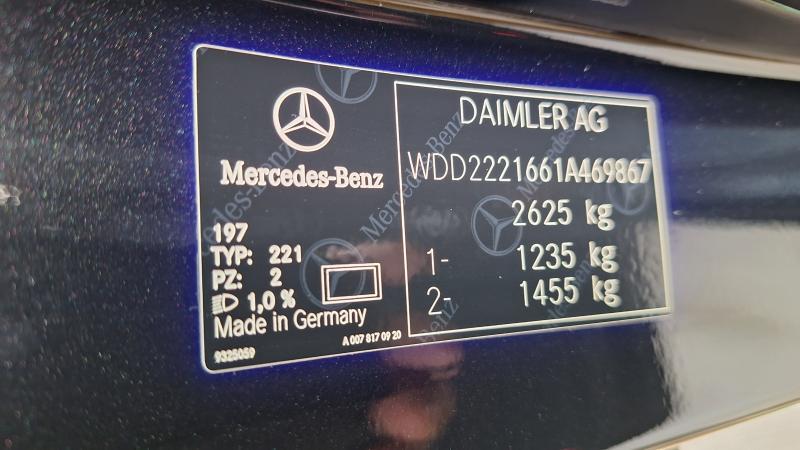 Mercedes-Benz
197
TYP: 221
PZ: 2
1,0 %
Made in Germany
9325059
A 007 817 09 20
DAIMLER AG
WDD2221661A469867
2625 kg
1- 1235 kg
2- 1455 kg